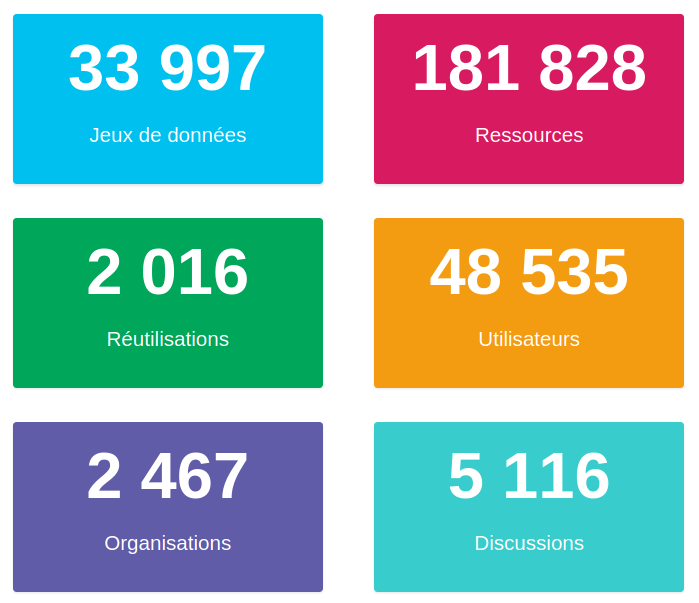 33 997
Jeux de données
181 828
Ressources
2 016
Réutilisations
48 535
Utilisateurs
2 467
Organisations
5 116
Discussions